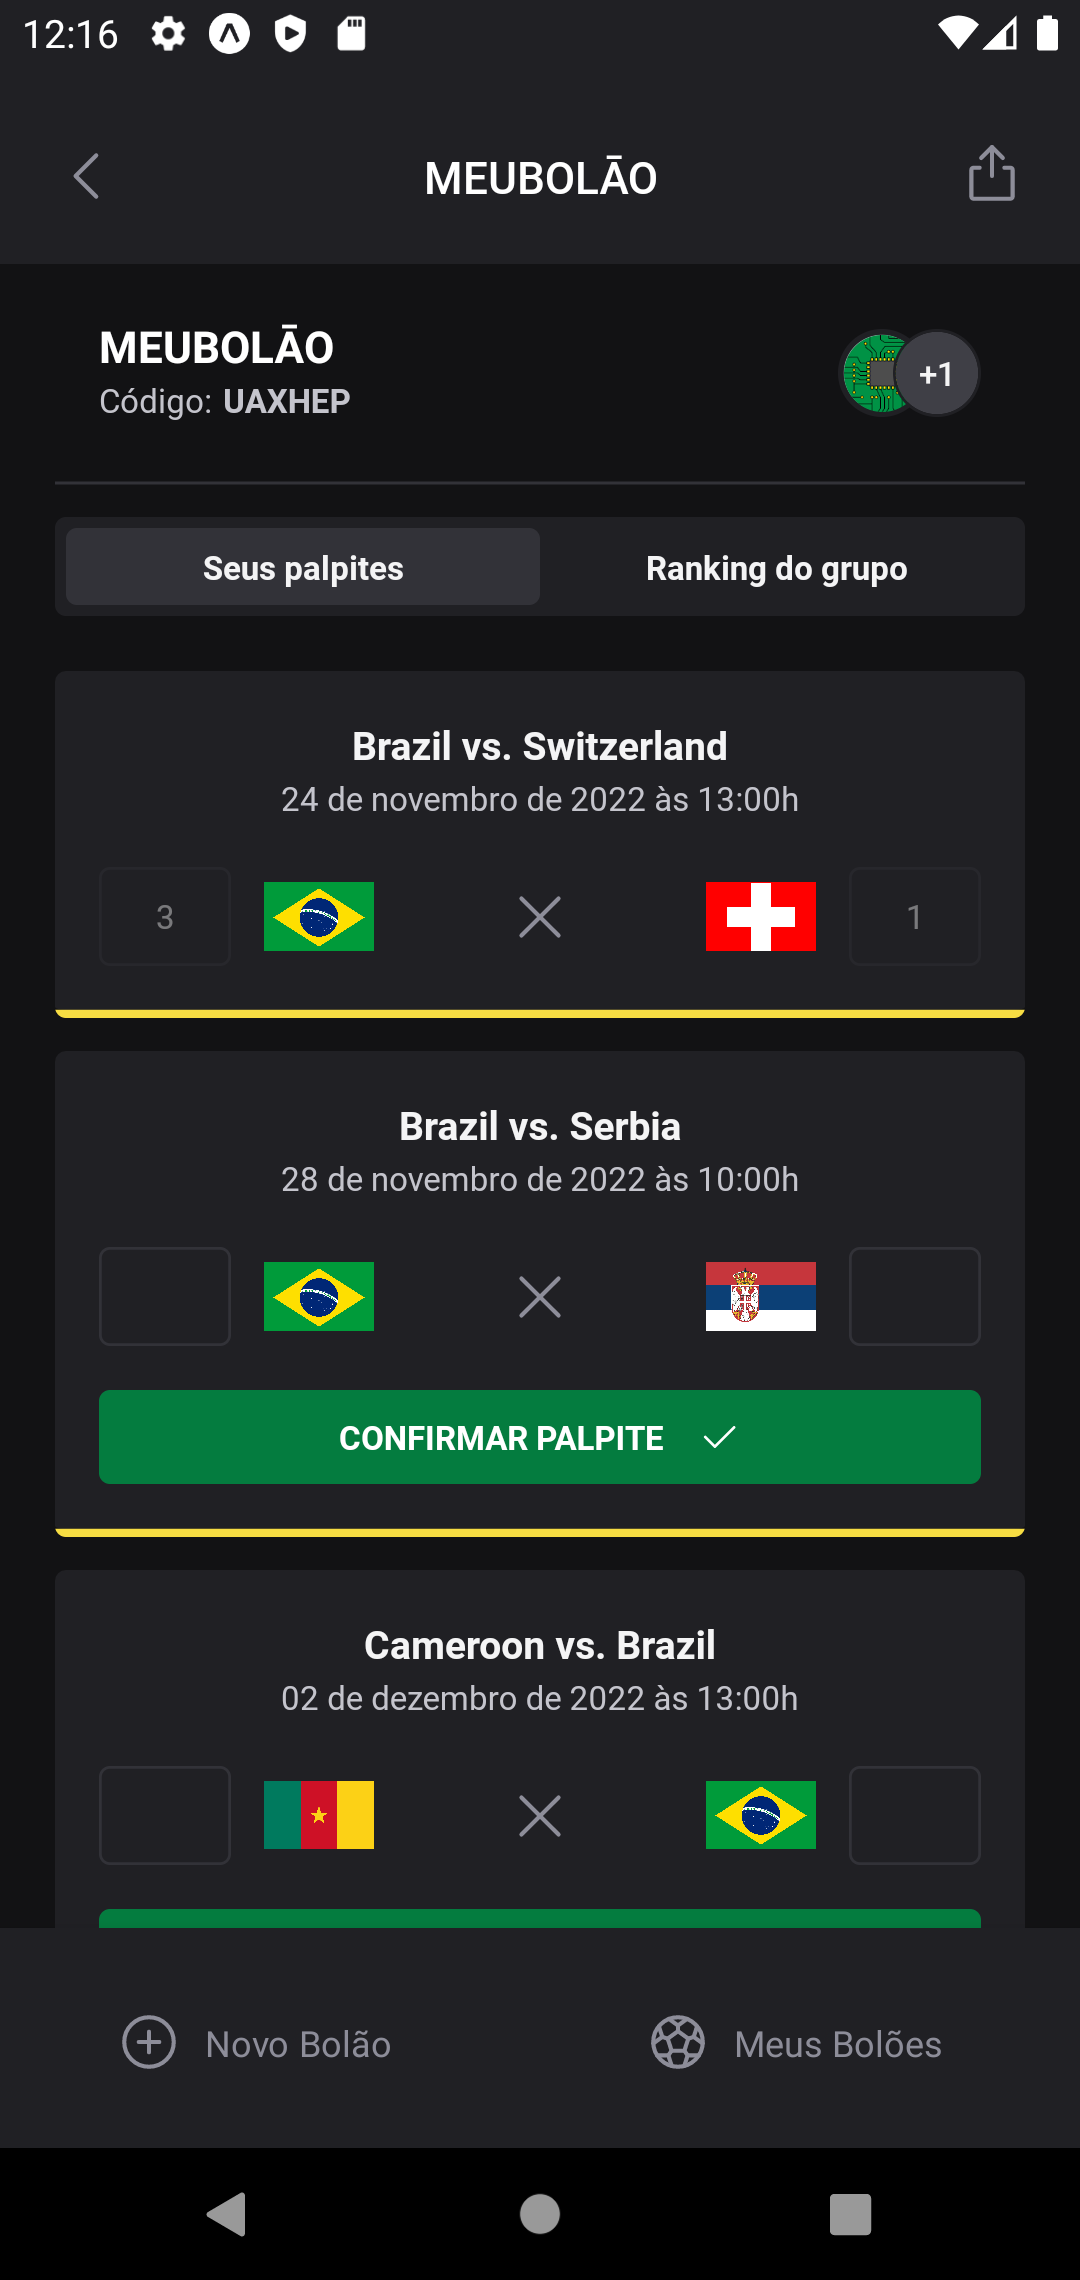 12:16
MEUBOLÃO
MEUBOLÃO
Código: UAXHEP
+1
Seus palpites
Ranking do grupo
Brazil vs. Switzerland
24 de novembro de 2022 às 13:00h
3
1
Brazil vs. Serbia
28 de novembro de 2022 às 10:00h
CONFIRMAR PALPITE
Cameroon vs. Brazil
02 de dezembro de 2022 às 13:00h
Novo Bolão
Meus Bolões